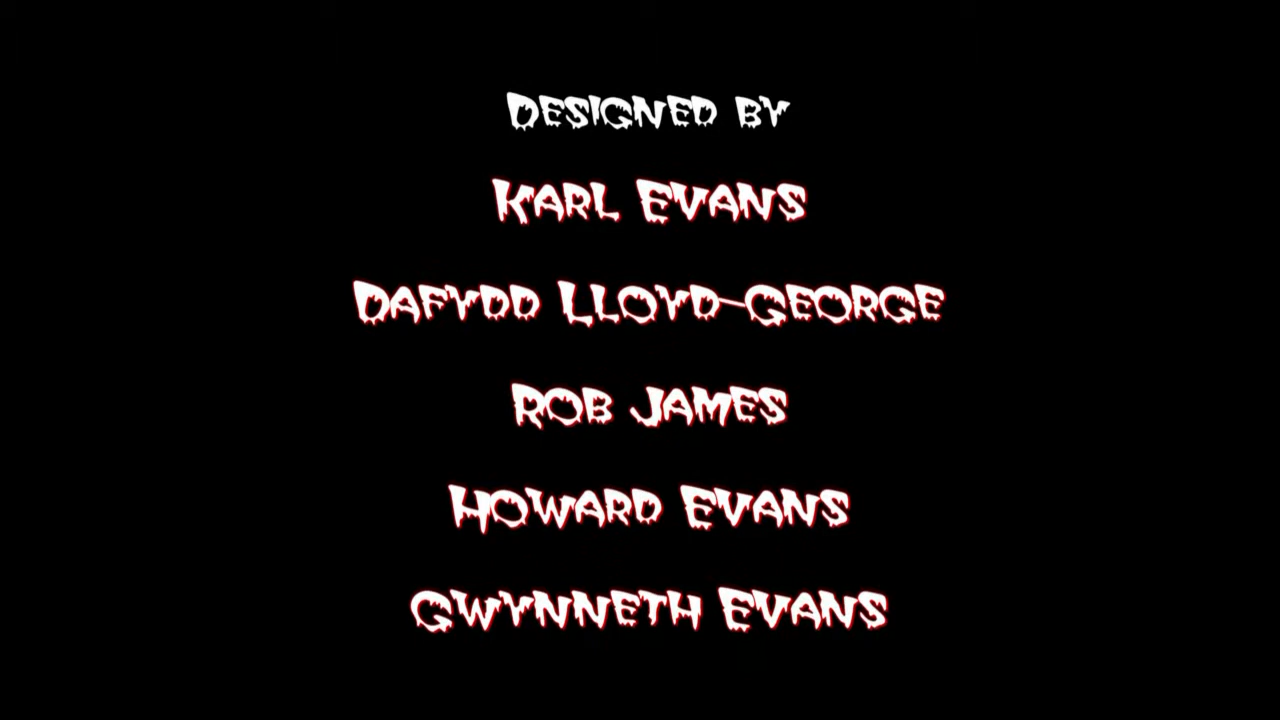 Designed by
Karl Evans
Dafydd Lloyd-George
Rob James
Howard Evans
Gwynneth Evans